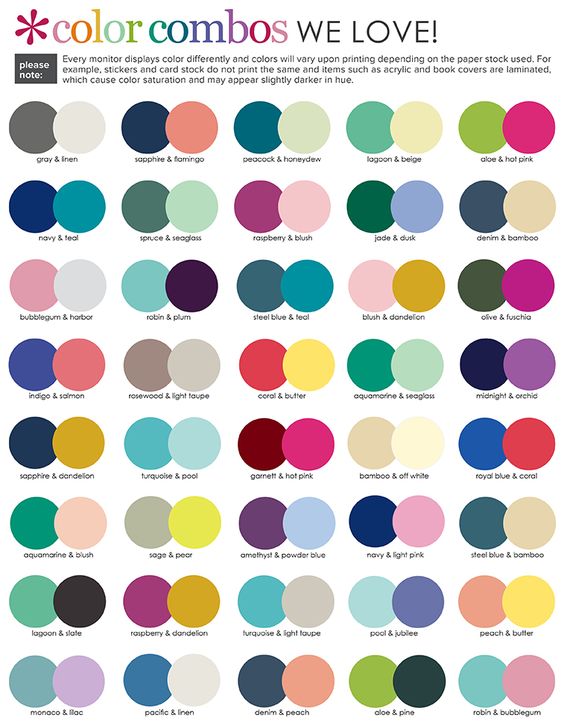 *color combos WE LOVE!
please note:
Every monitor displays color differently and colors will vary upon printing depending on the paper stock used. For
example, stickers and card stock do not print the same and items such as acrylic and book covers are laminated,
which cause color saturation and may appear slightly darker in hue.
gray & linen
sapphire & flamingo
peacock & honeydew
lagoon & beige
aloe & hot pink
navy & teal
spruce & seaglass
raspberry & blush
jade & dusk
denim & bamboo
bubblegum & harbor
robin & plum
steel blue & teal
blush & dandelion
olive & fuschia
indigo & salmon
rosewood & light taupe
coral & butter
aquamarine & seaglass
midnight & orchid
sapphire & dandelion
turquoise & pool
garnett & hot pink
bamboo & off white
royal blue & coral
aquamarine & blush
sage & pear
amethyst & powder blue
navy & light pink
steel blue & bamboo
lagoon & slate
raspberry & dandelion
turquoise & light taupe
pool & jubilee
peach & butter
monaco & lilac
pacific & linen
denim & peach
aloe & pine
robin & bubblegum